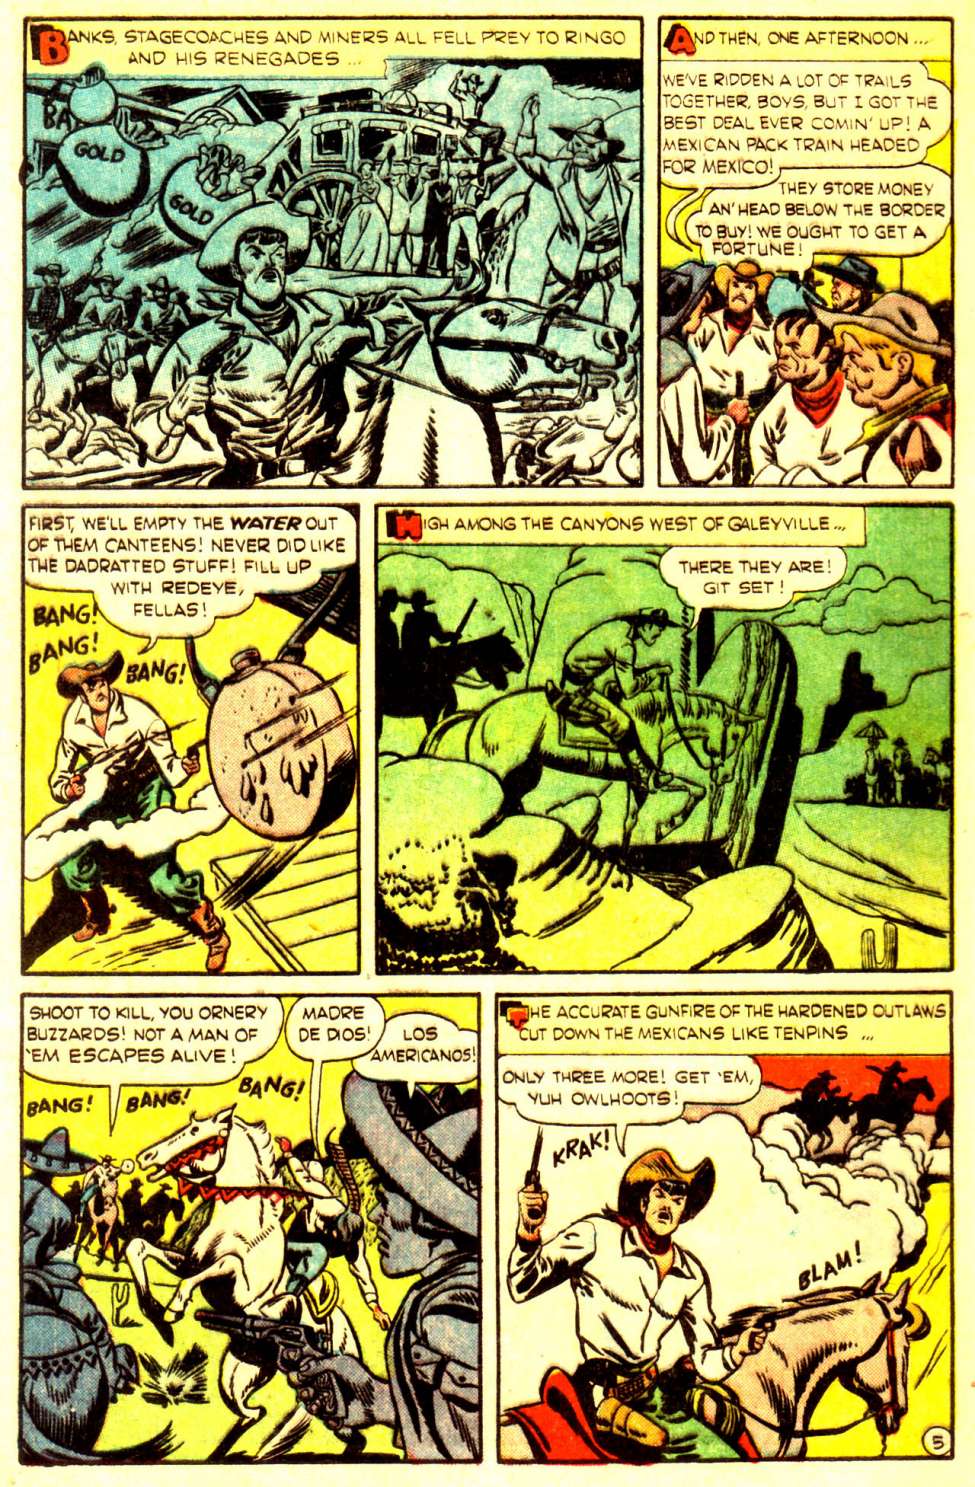 BANKS, STAGECOACHES AND MINERS ALL FELL PREY TO RINGO
AND HIS RENEGADES ...
BA
GOLD
GOLD
AND THEN, ONE AFTERNOON ...
WE'VE RIDDEN A LOT OF TRAILS
TOGETHER, BOYS, BUT I GOT THE
BEST DEAL EVER COMIN' UP! A
MEXICAN PACK TRAIN HEADED
FOR MEXICO!
THEY STORE MONEY
AN' HEAD BELOW THE BORDER
TO BUY! WE OUGHT TO GET A
FORTUNE!
FIRST, WE'LL EMPTY THE WATER OUT
OF THEM CANTEENS! NEVER DID LIKE
THE DADRATTED STUFF! FILL UP
WITH REDEYE,
FELLAS!
BANG!
BANG!
BANG!
HIGH AMONG THE CANYONS WEST OF GALEYVILLE...
THERE THEY ARE!
GIT SET!
SHOOT TO KILL, YOU ORNERY
BUZZARDS! NOT A MAN OF
'EM ESCAPES ALIVE!
MADRE
DE DIOS!
LOS
AMERICANOS!
BANG!
BANG!
BANG!
THE ACCURATE GUNFIRE OF THE HARDENED OUTLAWS
CUT DOWN THE MEXICANS LIKE TENPINS ...
ONLY THREE MORE! GET 'EM,
YUH OWLHOOTS!
KRAK!
BLAM!
5